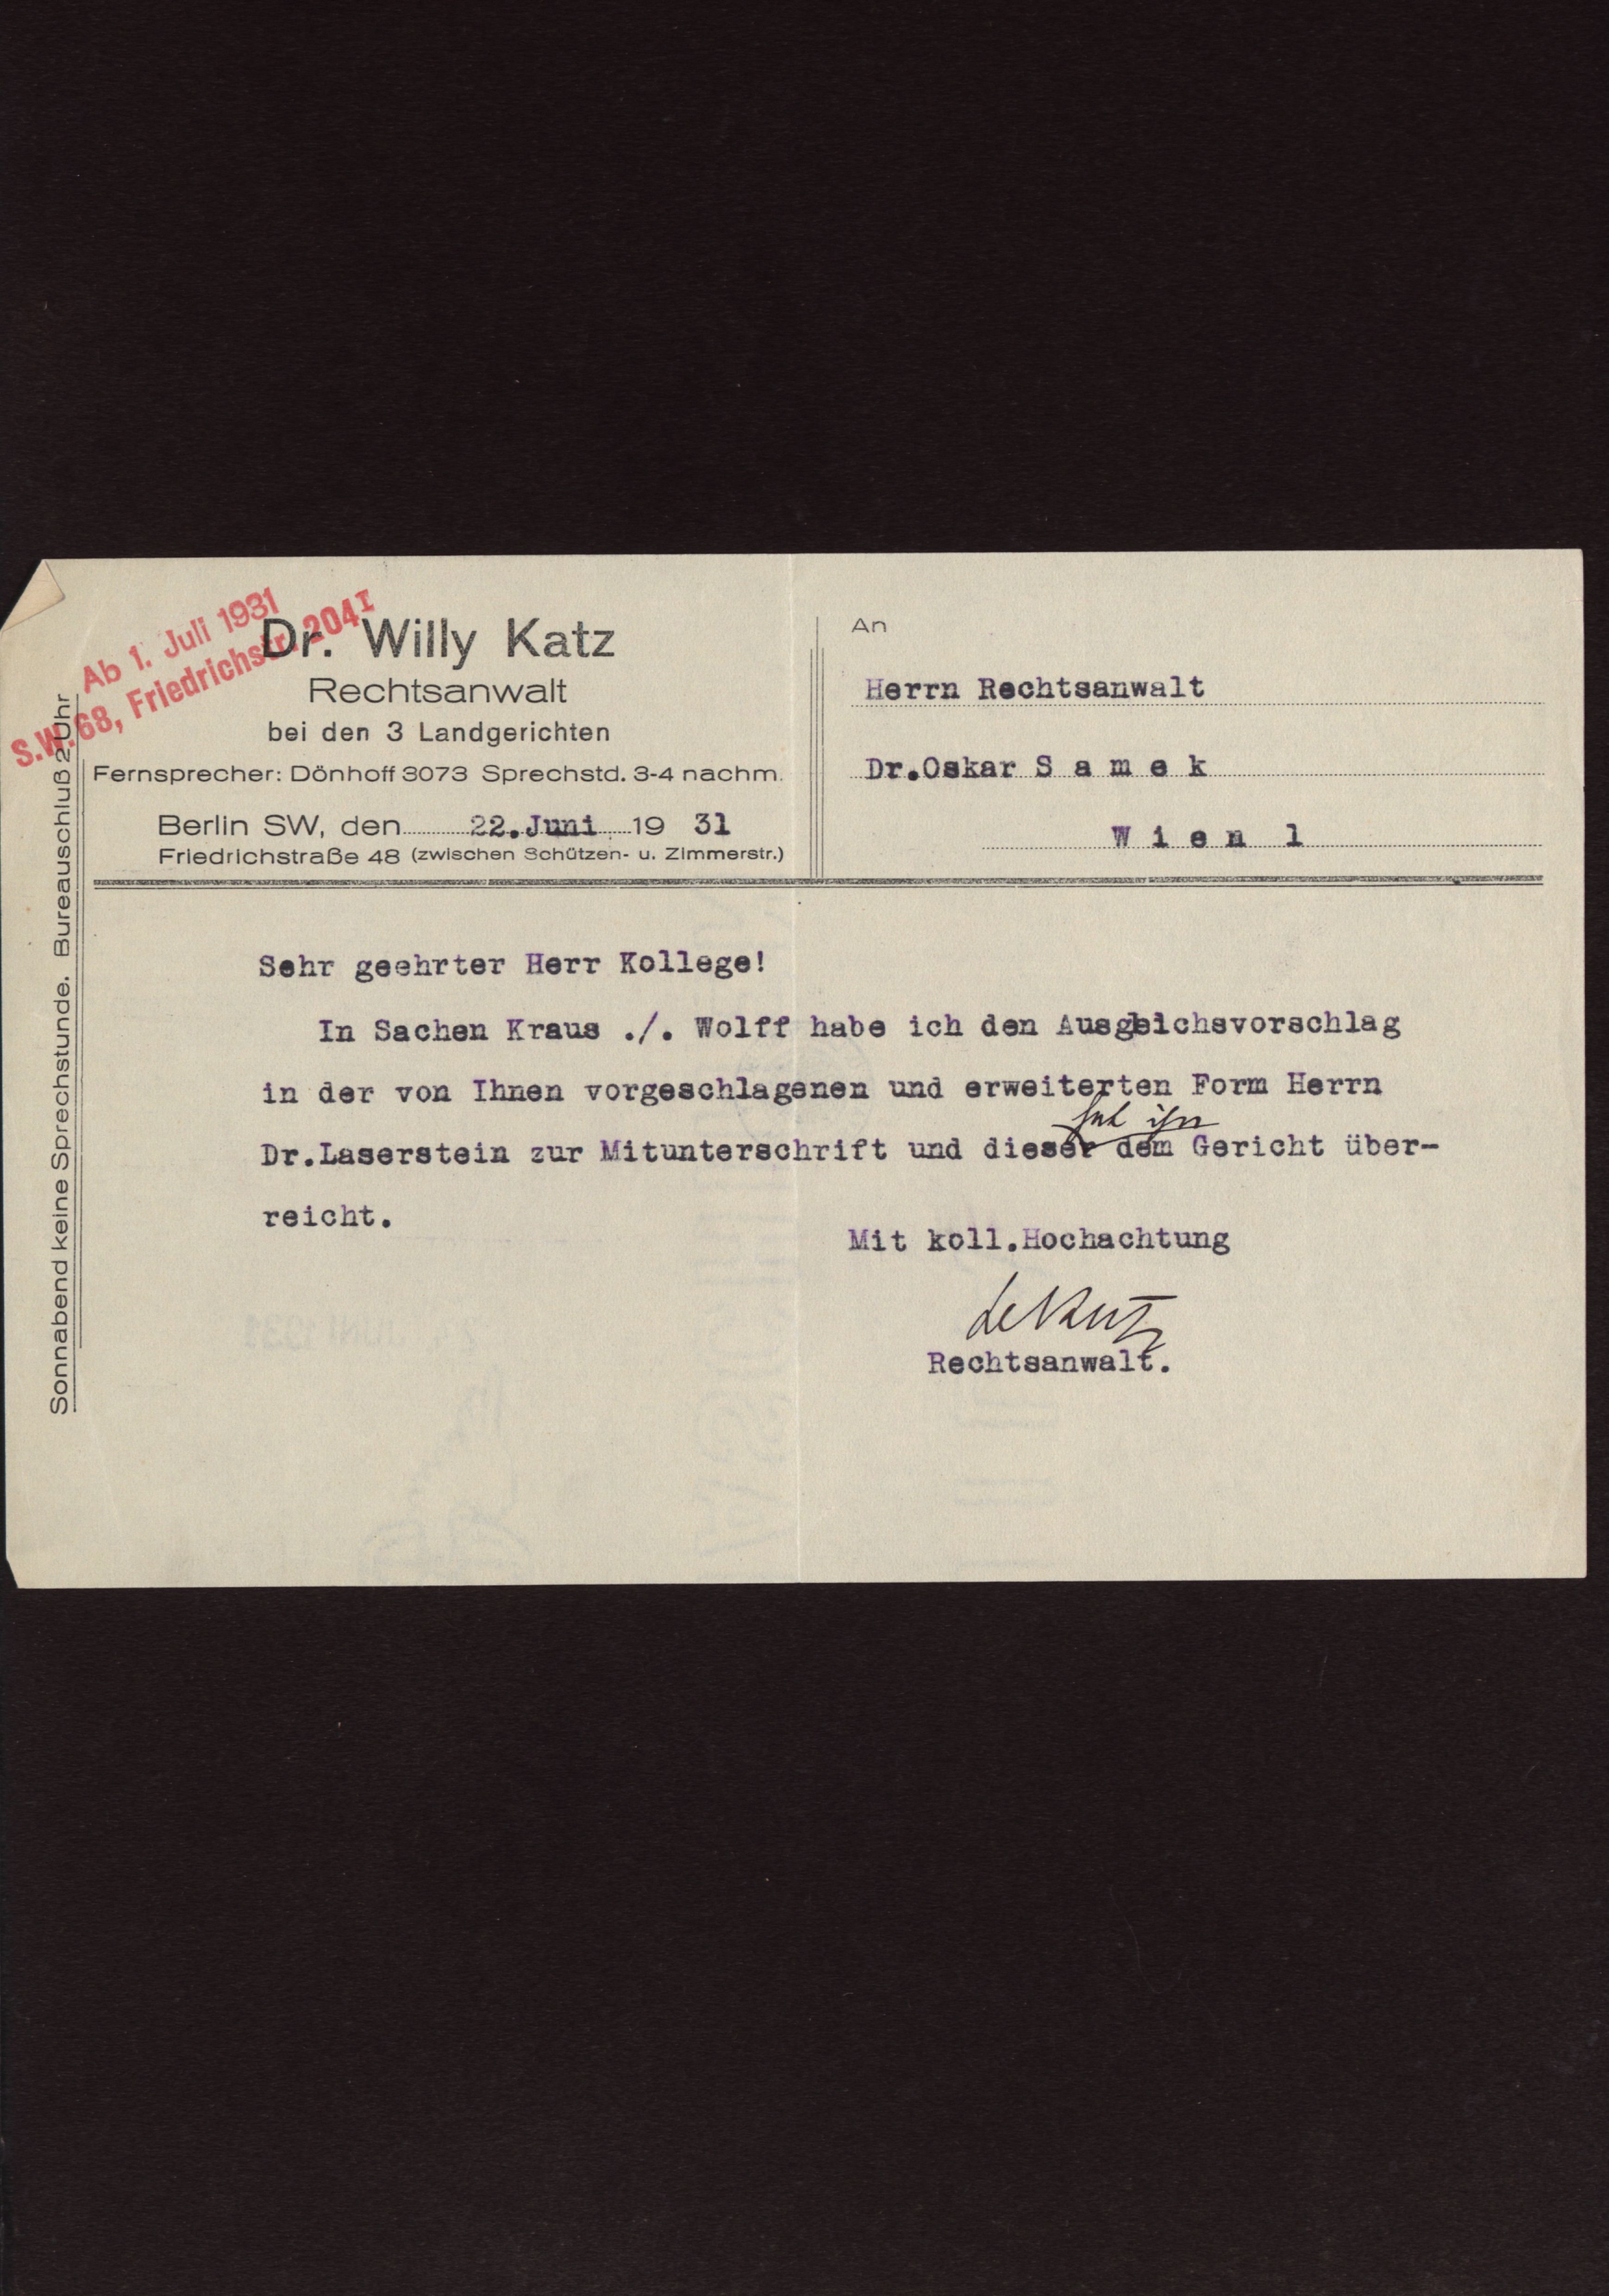 Ab 1. Juli 1931
S.W. 68, Friedrichstr. 204 I
Dr. Willy Katz
Rechtsanwalt
bei den 3 Landgerichten
Fernsprecher: Dönhoff 3073 Sprechstd. 3-4 nachm.
Berlin SW, den 22.Juni 19 31
Friedrichstraße 48 (zwischen Schützen- u. Zimmerstr.)
Sonnabend keine Sprechstunde. Bureauschluß 2 Uhr
An
Herrn Rechtsanwalt
Dr.Oskar S a m e k
W i e n 1
Sehr geehrter Herr Kollege!
In Sachen Kraus ./. Wolff habe ich den Ausgleichsvorschlag
in der von Ihnen vorgeschlagenen und erweiterten Form Herrn
hat ihn
Dr.Laserstein zur Mitunterschrift und dieser dem Gericht über-
reicht.
Mit koll.Hochachtung
Dr Katz
Rechtsanwalt.